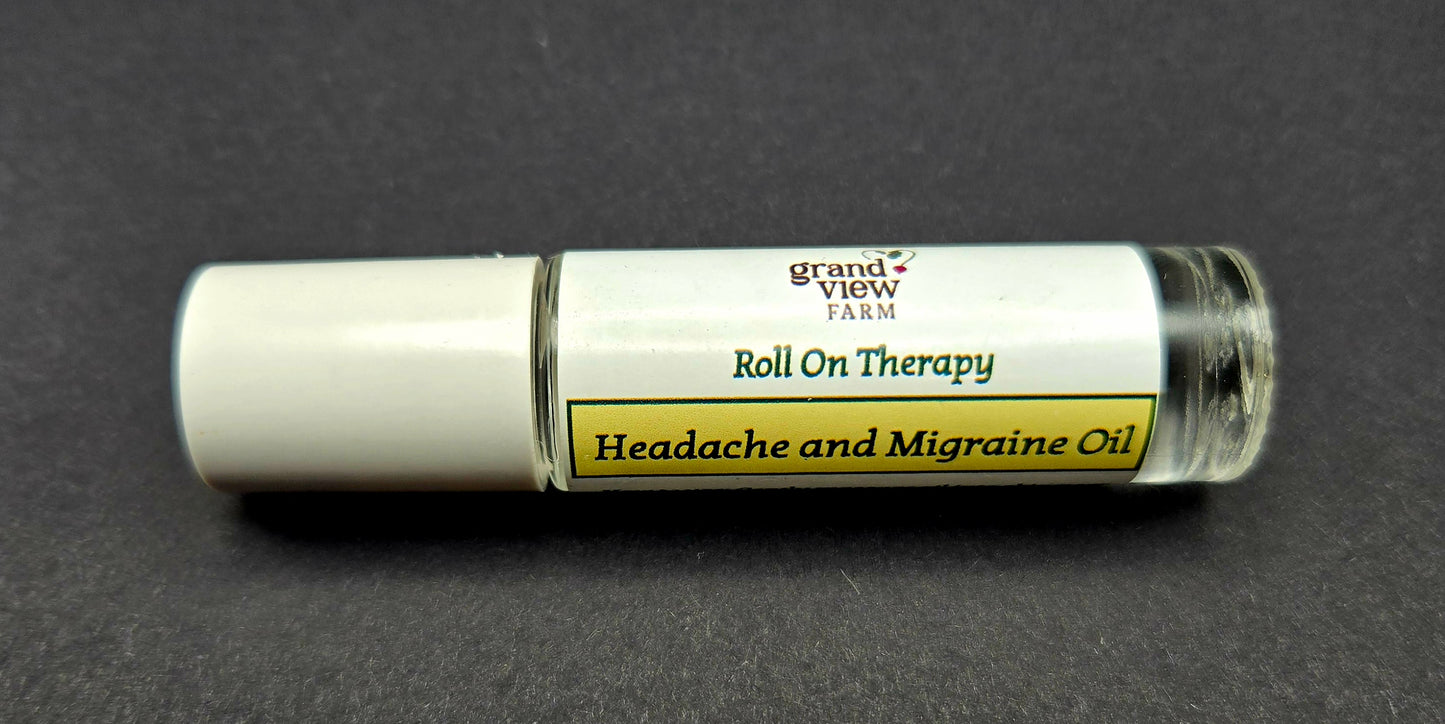 grand
view
FARM
Roll On Therapy
Headache and Migraine Oil